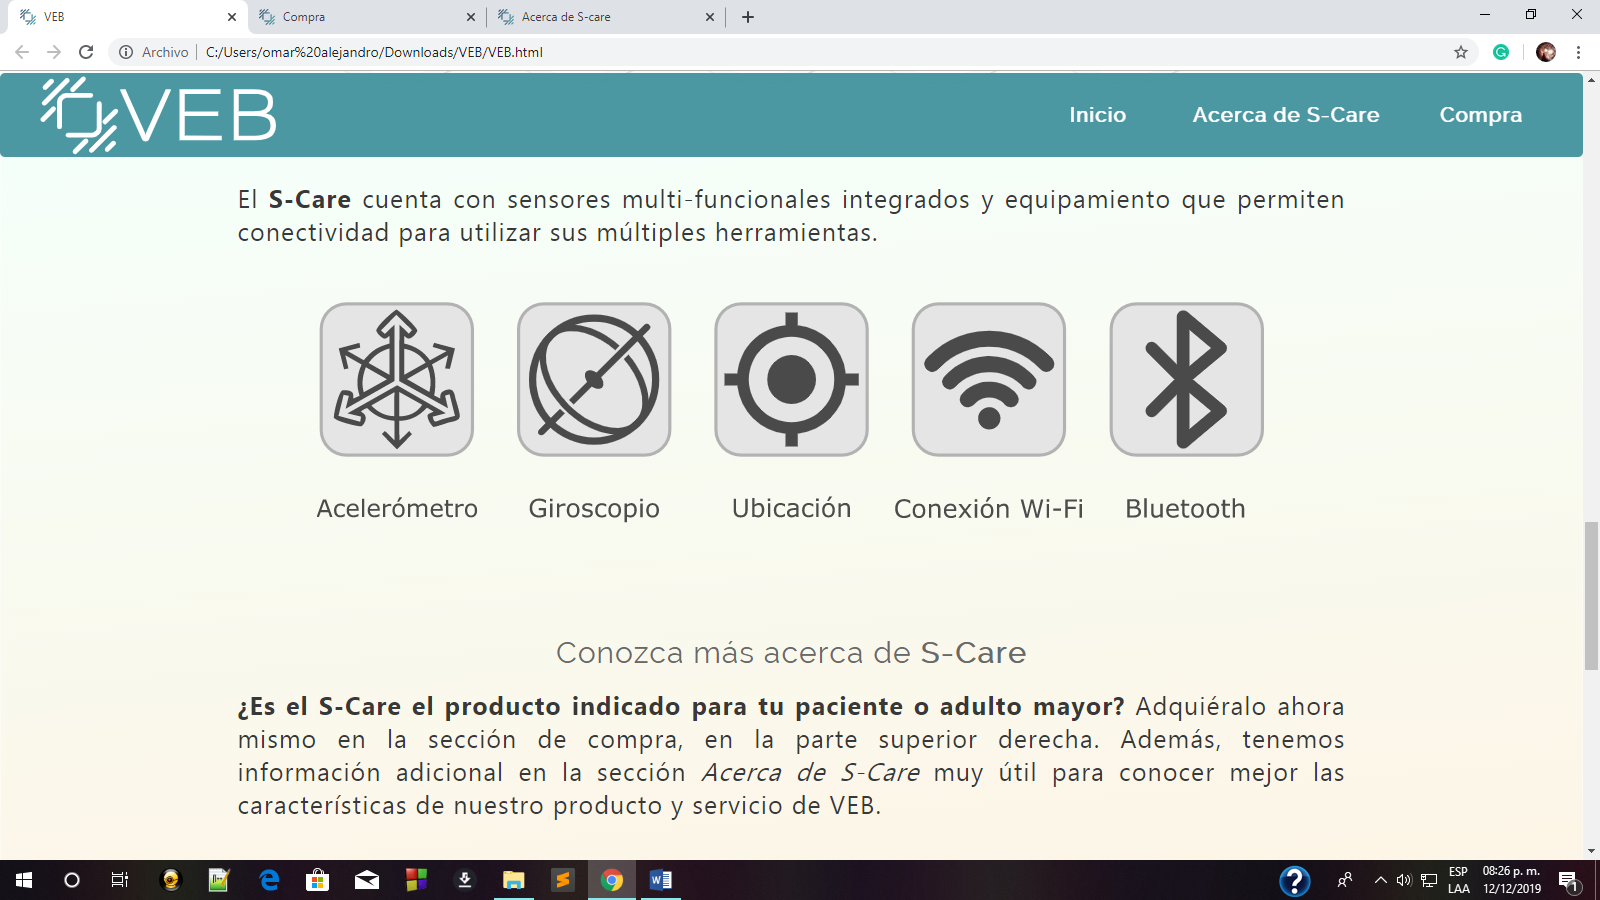 VEB
Compra
Acerca de S-care
Archivo
C:/Users/omar%20alejandro/Downloads/VEB/VEB.html
VEB
Inicio
Acerca de S-Care
Compra
El S-Care cuenta con sensores multi-funcionales integrados y equipamiento que permiten
conectividad para utilizar sus múltiples herramientas.
Acelerómetro
Giroscopio
Ubicación
Conexión Wi-Fi
Bluetooth
Conozca más acerca de S-Care
¿Es el S-Care el producto indicado para tu paciente o adulto mayor? Adquiéralo ahora
mismo en la sección de compra, en la parte superior derecha. Además, tenemos
información adicional en la sección Acerca de S-Care muy útil para conocer mejor las
características de nuestro producto y servicio de VEB.
ESP
LAA
08:26 p. m.
12/12/2019
1